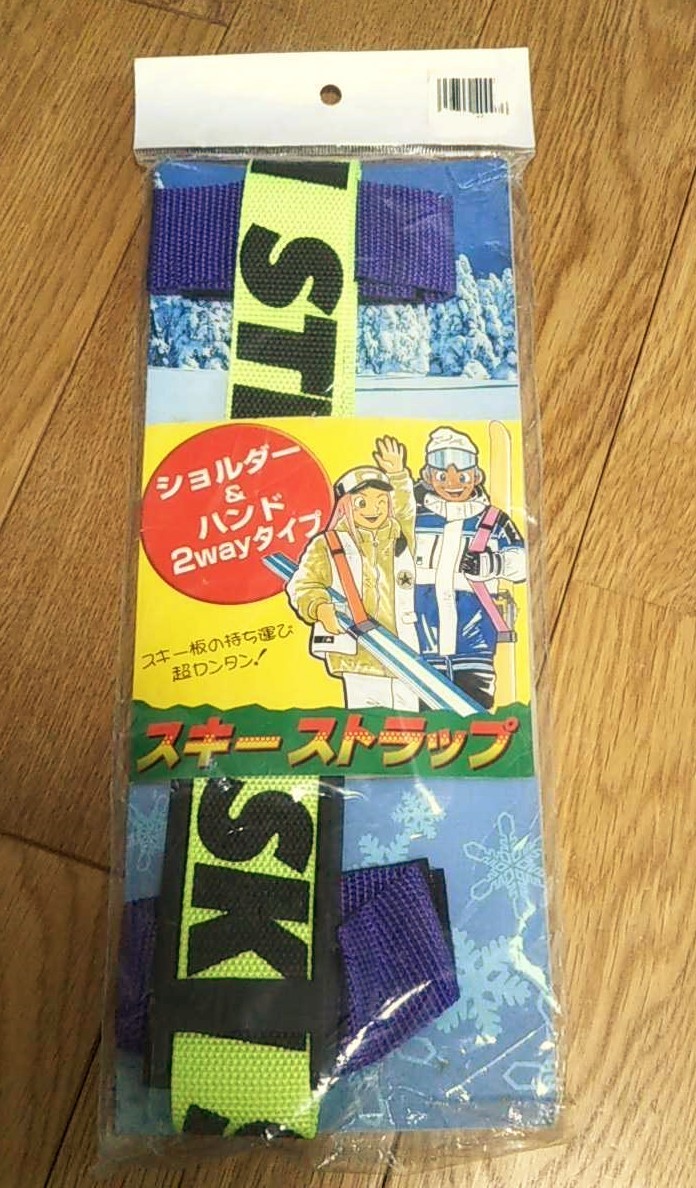 ST
ショルダー
&
ハンド
2wayタイプ
スキー板の持ち運び
超カンタン!
スキーストラップ
SKI